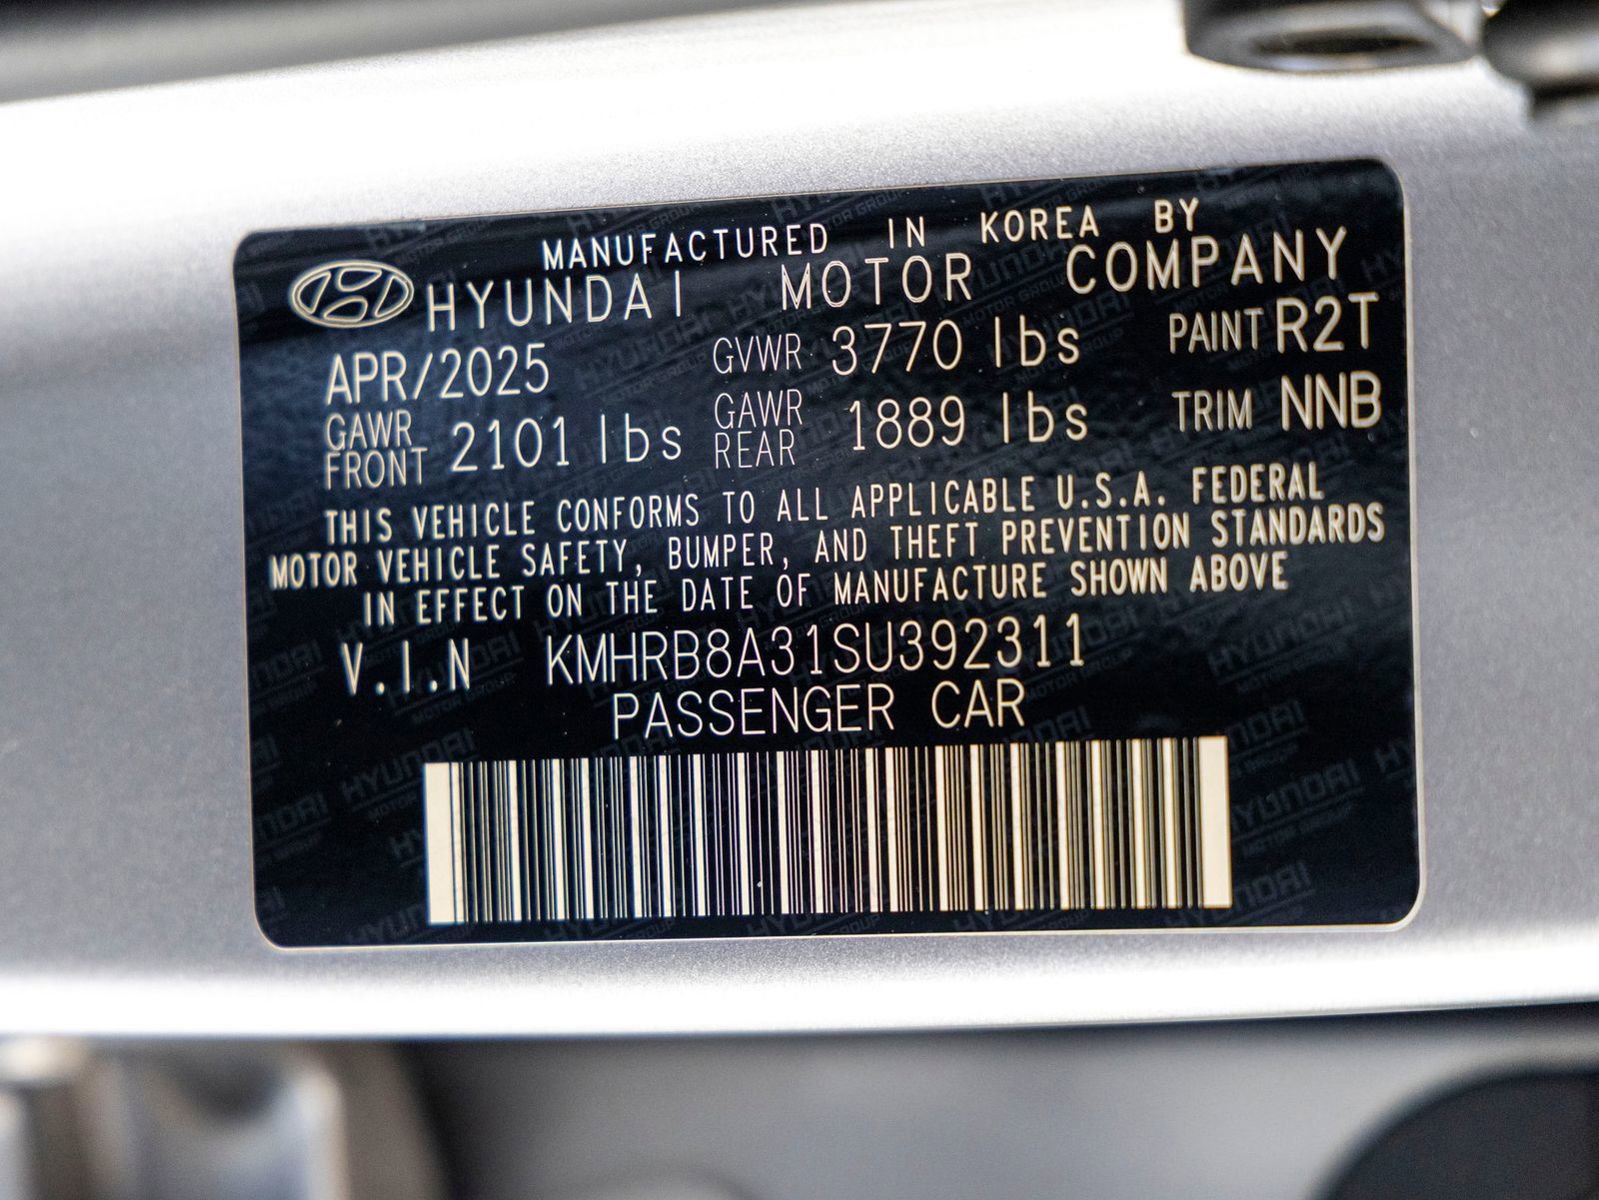 MANUFACTURED IN KOREA BY
HYUNDAI MOTOR COMPANY
APR/2025 GVWR 3770 lbs PAINT R2T
GAWR FRONT 2101 lbs GAWR REAR 1889 lbs TRIM NNB
THIS VEHICLE CONFORMS TO ALL APPLICABLE U.S.A. FEDERAL
MOTOR VEHICLE SAFETY, BUMPER, AND THEFT PREVENTION STANDARDS
IN EFFECT ON THE DATE OF MANUFACTURE SHOWN ABOVE
V.I.N KMHRB8A31SU392311
PASSENGER CAR